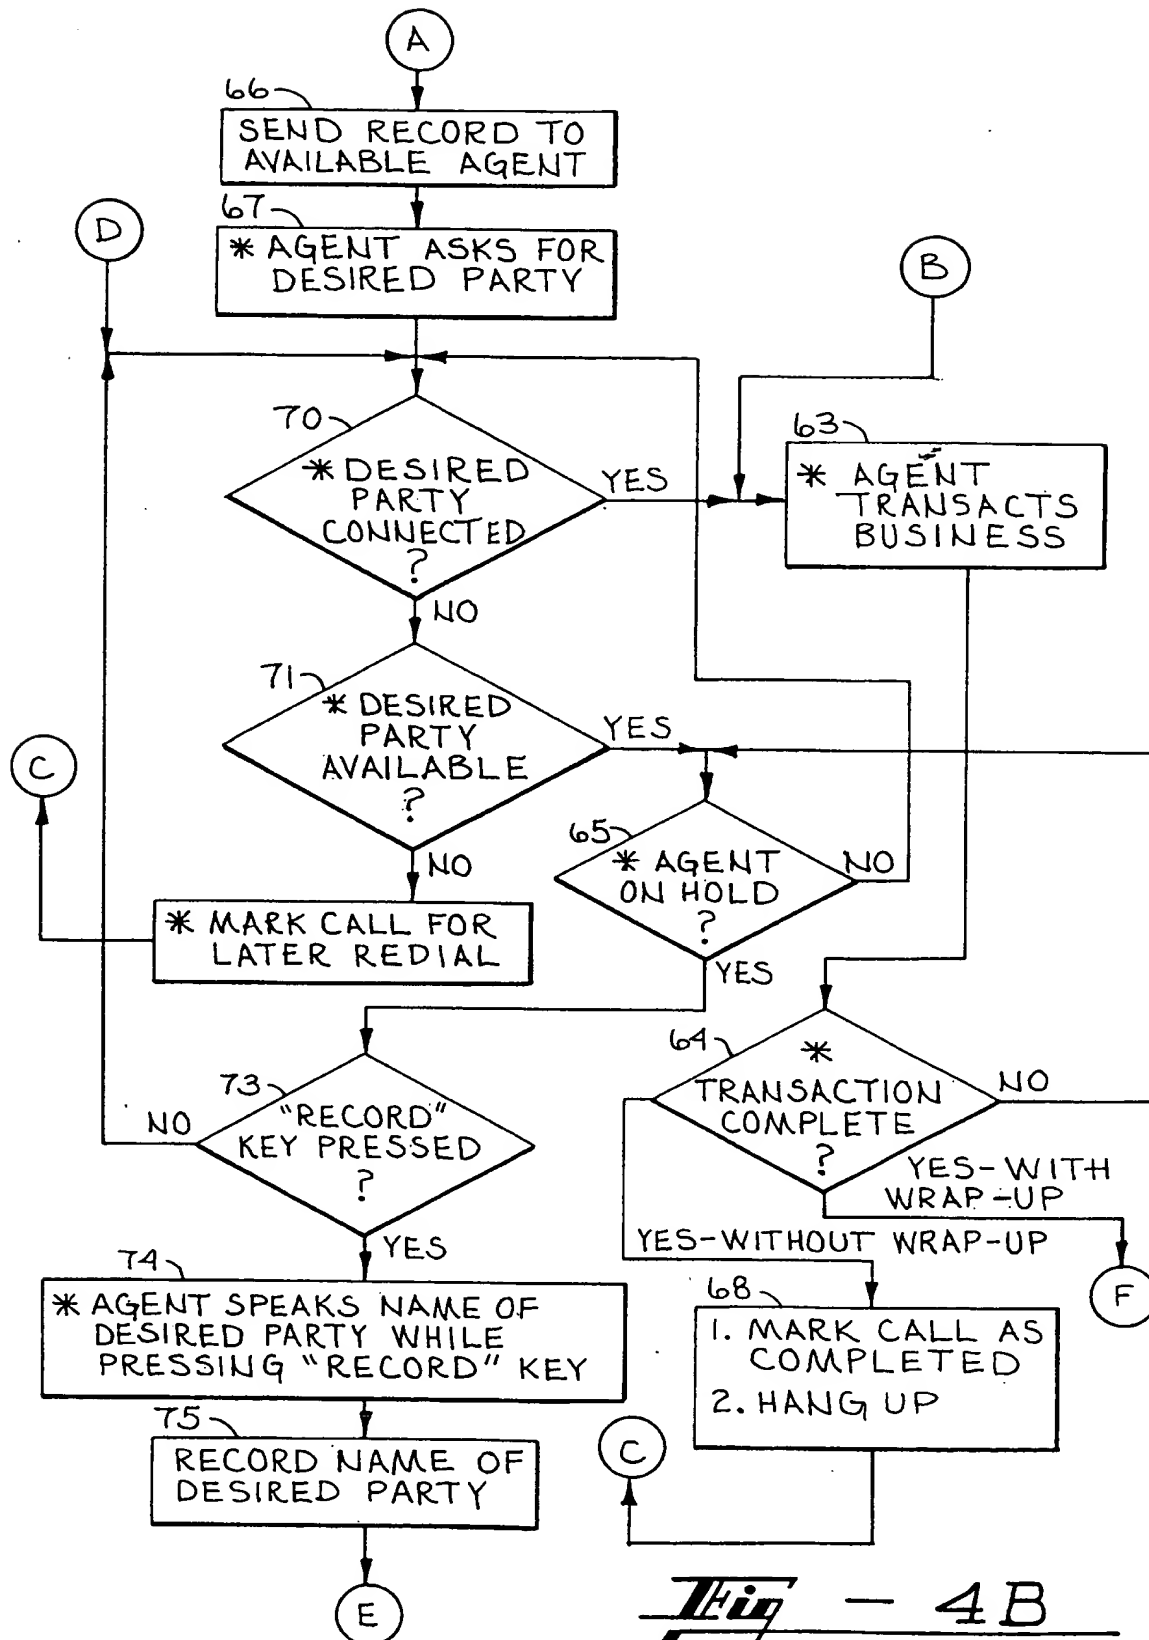 A
66
SEND RECORD TO
AVAILABLE AGENT
67
* AGENT ASKS FOR
DESIRED PARTY
D
B
70
* DESIRED
PARTY
CONNECTED
?
YES
NO
63
* AGENT
TRANSACTS
BUSINESS
71
* DESIRED
PARTY
AVAILABLE
?
YES
NO
C
65
* AGENT
ON HOLD
?
NO
YES
* MARK CALL FOR
LATER REDIAL
73
"RECORD"
KEY PRESSED
?
NO
YES
64
*
TRANSACTION
COMPLETE
?
NO
YES-WITH
WRAP-UP
YES-WITHOUT WRAP-UP
F
74
* AGENT SPEAKS NAME OF
DESIRED PARTY WHILE
PRESSING "RECORD" KEY
68
1. MARK CALL AS
COMPLETED
2. HANG UP
75
RECORD NAME OF
DESIRED PARTY
C
E
Fig - 4B